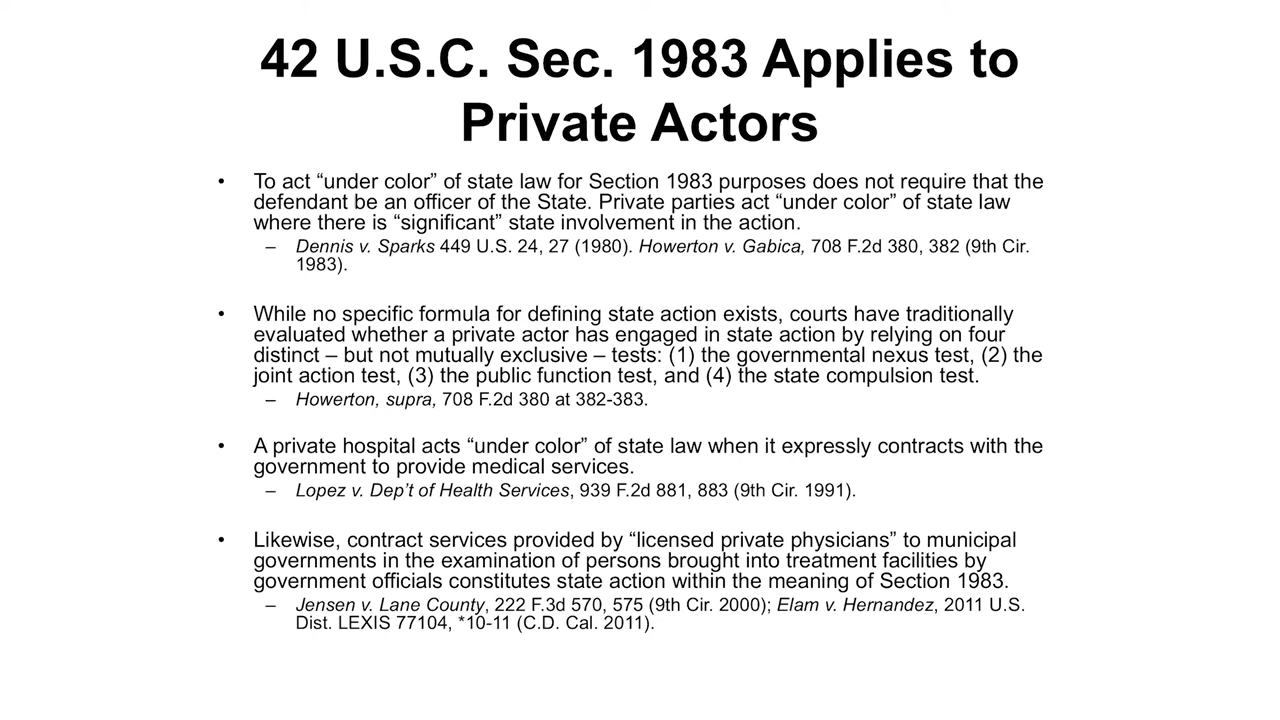 42 U.S.C. Sec. 1983 Applies to
Private Actors
• To act “under color” of state law for Section 1983 purposes does not require that the
defendant be an officer of the State. Private parties act “under color” of state law
where there is “significant” state involvement in the action.
– Dennis v. Sparks 449 U.S. 24, 27 (1980). Howerton v. Gabica, 708 F.2d 380, 382 (9th Cir.
1983).
• While no specific formula for defining state action exists, courts have traditionally
evaluated whether a private actor has engaged in state action by relying on four
distinct – but not mutually exclusive – tests: (1) the governmental nexus test, (2) the
joint action test, (3) the public function test, and (4) the state compulsion test.
– Howerton, supra, 708 F.2d 380 at 382-383.
• A private hospital acts “under color” of state law when it expressly contracts with the
government to provide medical services.
– Lopez v. Dep’t of Health Services, 939 F.2d 881, 883 (9th Cir. 1991).
• Likewise, contract services provided by “licensed private physicians” to municipal
governments in the examination of persons brought into treatment facilities by
government officials constitutes state action within the meaning of Section 1983.
– Jensen v. Lane County, 222 F.3d 570, 575 (9th Cir. 2000); Elam v. Hernandez, 2011 U.S.
Dist. LEXIS 77104, *10-11 (C.D. Cal. 2011).